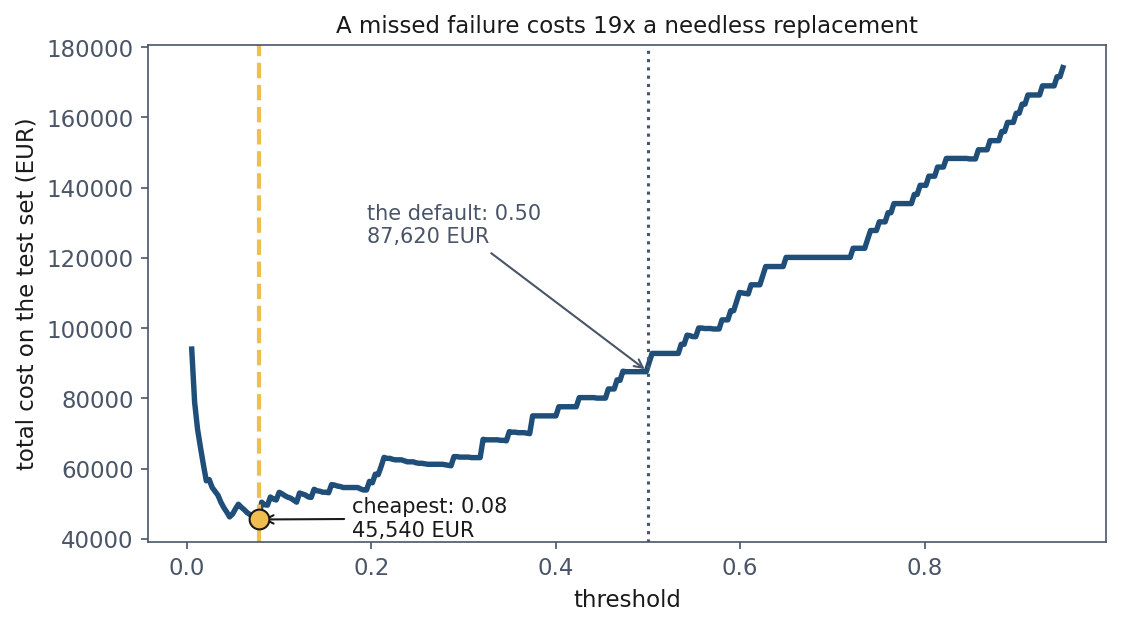 A missed failure costs 19x a needless replacement
total cost on the test set (EUR)
180000
160000
140000
120000
100000
80000
60000
40000
the default: 0.50
87,620 EUR
cheapest: 0.08
45,540 EUR
0.0 0.2 0.4 0.6 0.8
threshold